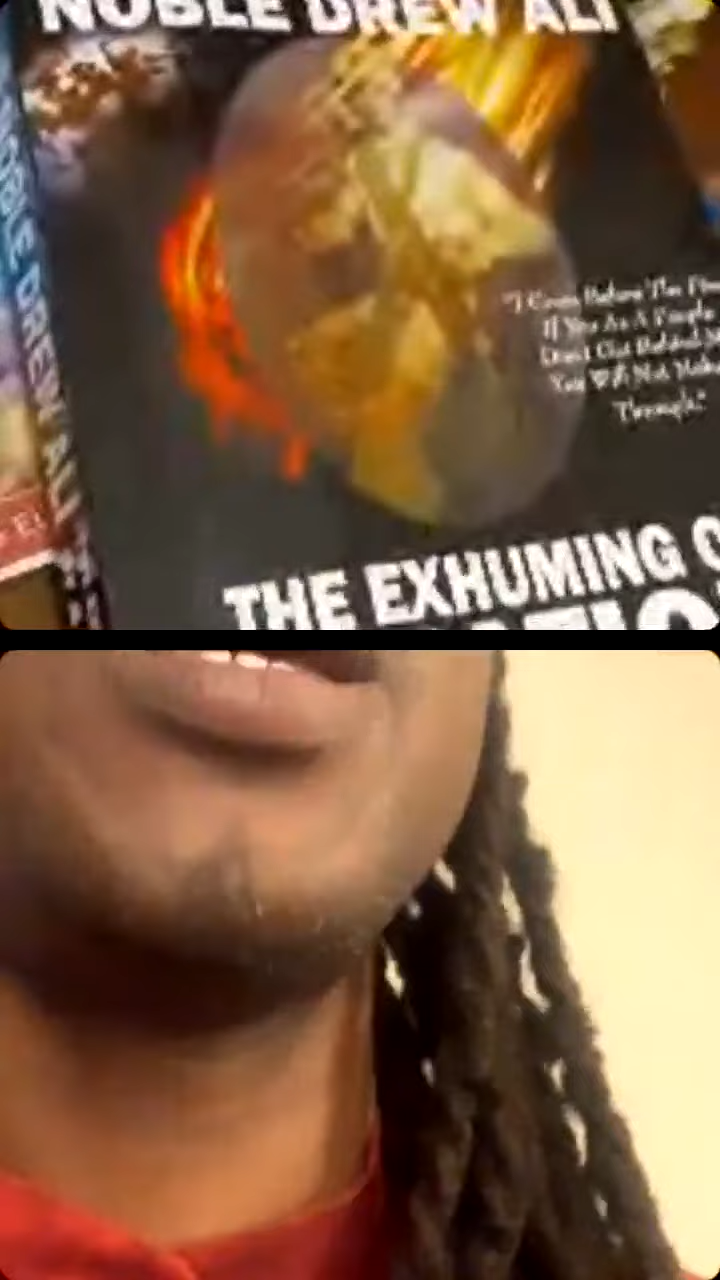 NOBLE DREW ALI
NOBLE DREW ALI
"I Come Before The
If You As A People
Don't Get Behind
You Will Not Make
Through."
THE EXHUMING